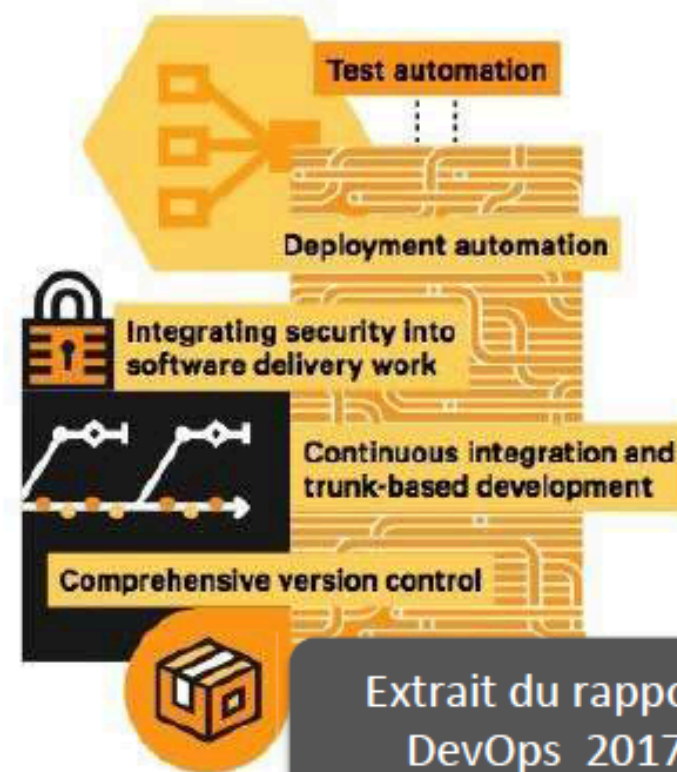 Test automation
Deployment automation
Integrating security into
software delivery work
Continuous integration and
trunk-based development
Comprehensive version control
Extrait du
DevOps 2017